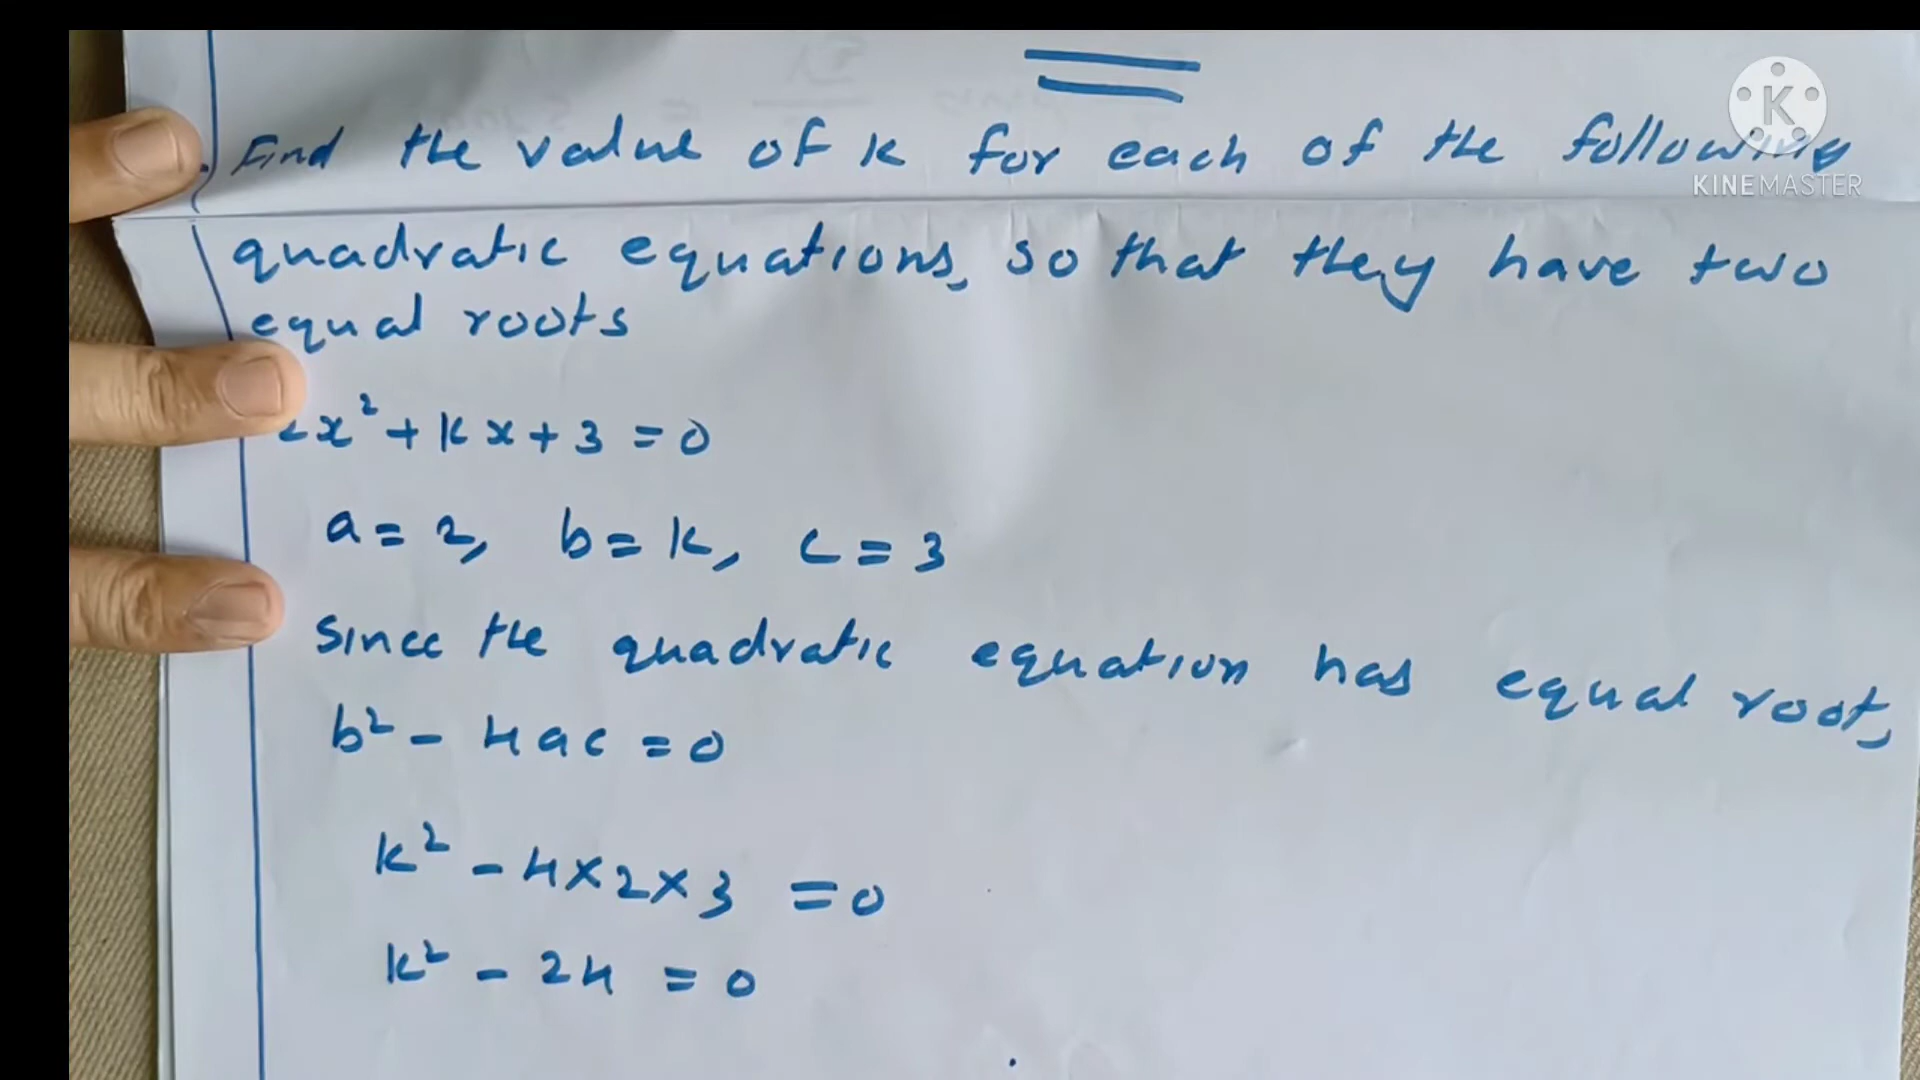 Find the value of k for each of the following
KINEMASTER
quadratic equations, so that they have two
equal roots
2x² + kx + 3 = 0
a = 2, b = k, c = 3
Since the quadratic equation has equal root,
b² - 4ac = 0
k² - 4×2×3 = 0
k² - 24 = 0